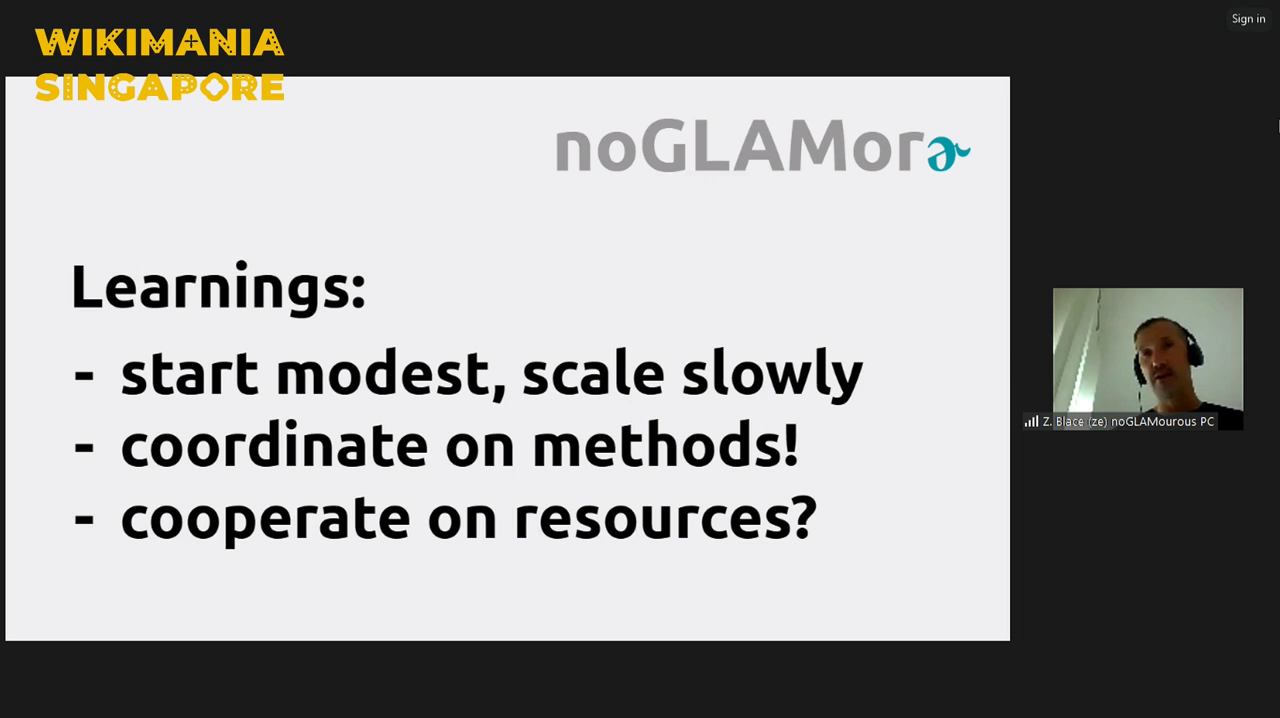 Sign in
WIKIMANIA
SINGAPORE
noGLAMorə
Learnings:
- start modest, scale slowly
- coordinate on methods!
- cooperate on resources?
Z. Blace (ze) noGLAMourous PC